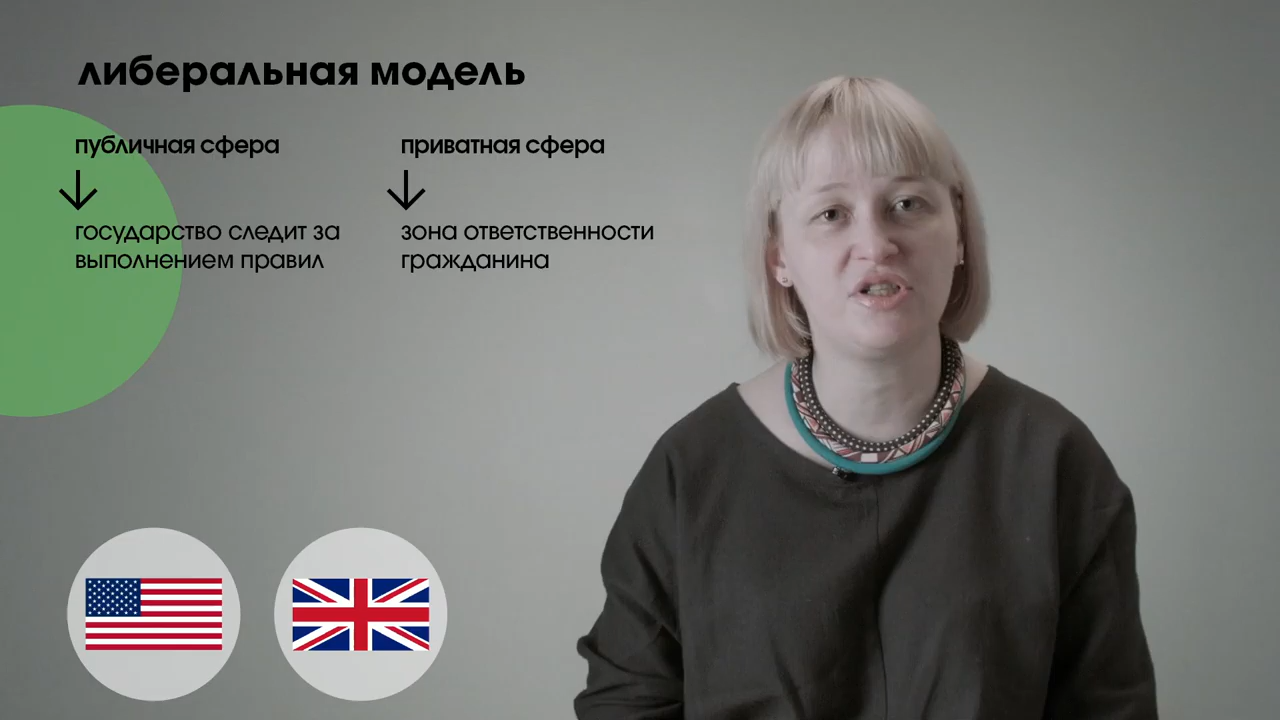 либеральная модель
публичная сфера
государство следит за
выполнением правил
приватная сфера
зона ответственности
гражданина